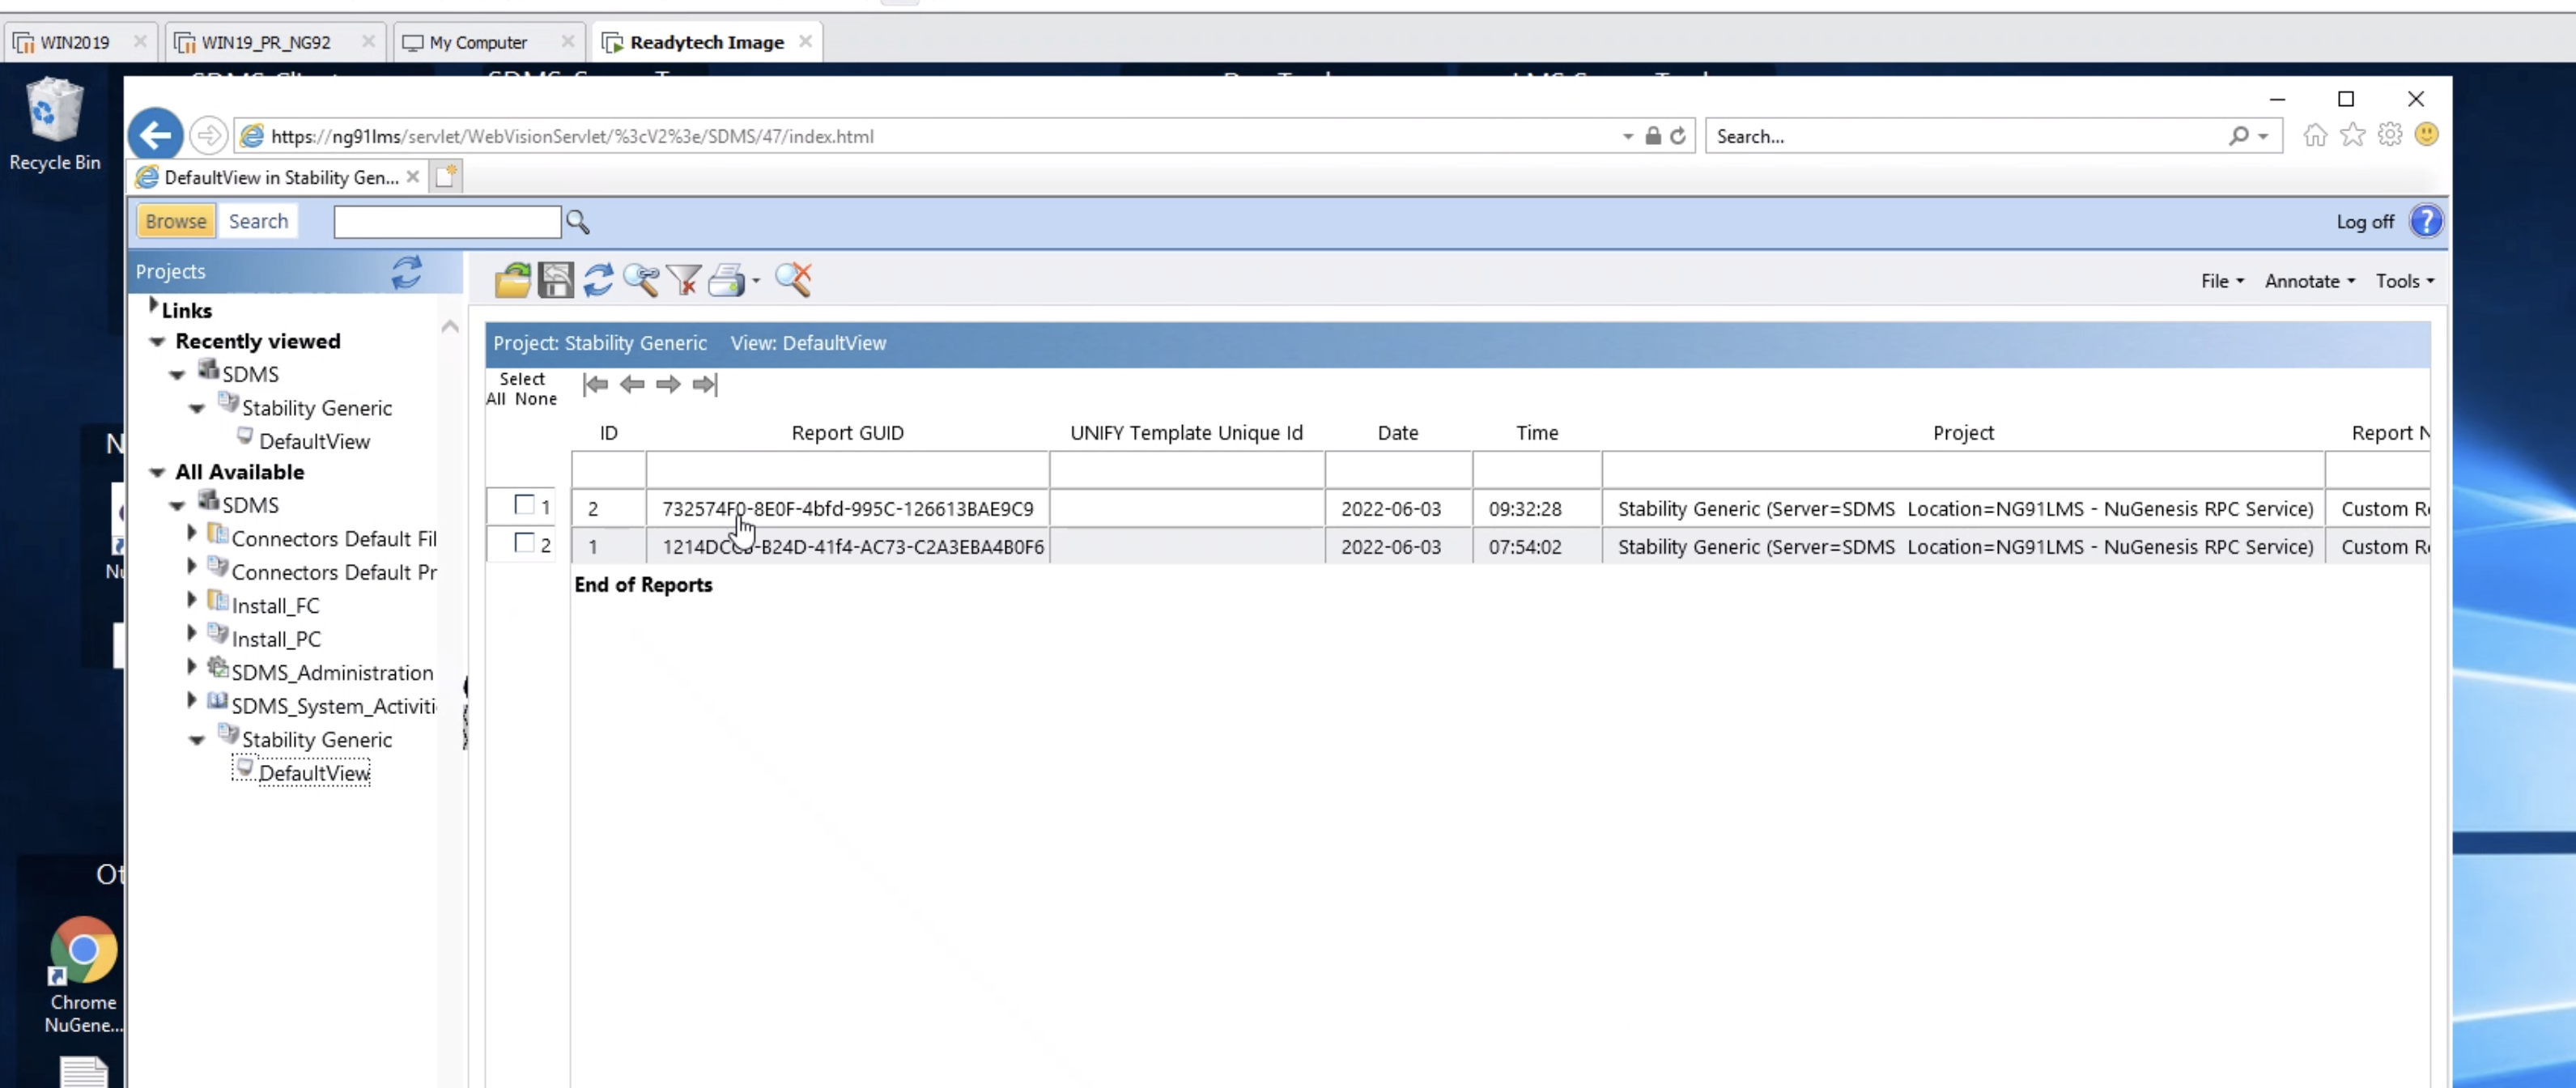 WIN2019
WIN19_PR_NG92
My Computer
Readytech Image
Recycle Bin
https://ng91lms/servlet/WebVisionServlet/%3cV2%3e/SDMS/47/index.html
Search...
DefaultView in Stability Gen...
Browse
Search
Log off
?
Projects
File
Annotate
Tools
Links
Recently viewed
SDMS
Stability Generic
DefaultView
All Available
SDMS
Connectors Default Fil
Connectors Default Pr
Install_FC
Install_PC
SDMS_Administration
SDMS_System_Activiti
Stability Generic
DefaultView
Project: Stability Generic View: DefaultView
Select
All None
ID Report GUID UNIFY Template Unique Id Date Time Project Report N
1 2 732574F0-8E0F-4bfd-995C-126613BAE9C9 2022-06-03 09:32:28 Stability Generic (Server=SDMS Location=NG91LMS - NuGenesis RPC Service) Custom R
2 1 2022-06-03 07:54:02 Stability Generic (Server=SDMS Location=NG91LMS - NuGenesis RPC Service) Custom R
End of Reports
N
Nu
Ot
Chrome
NuGene...